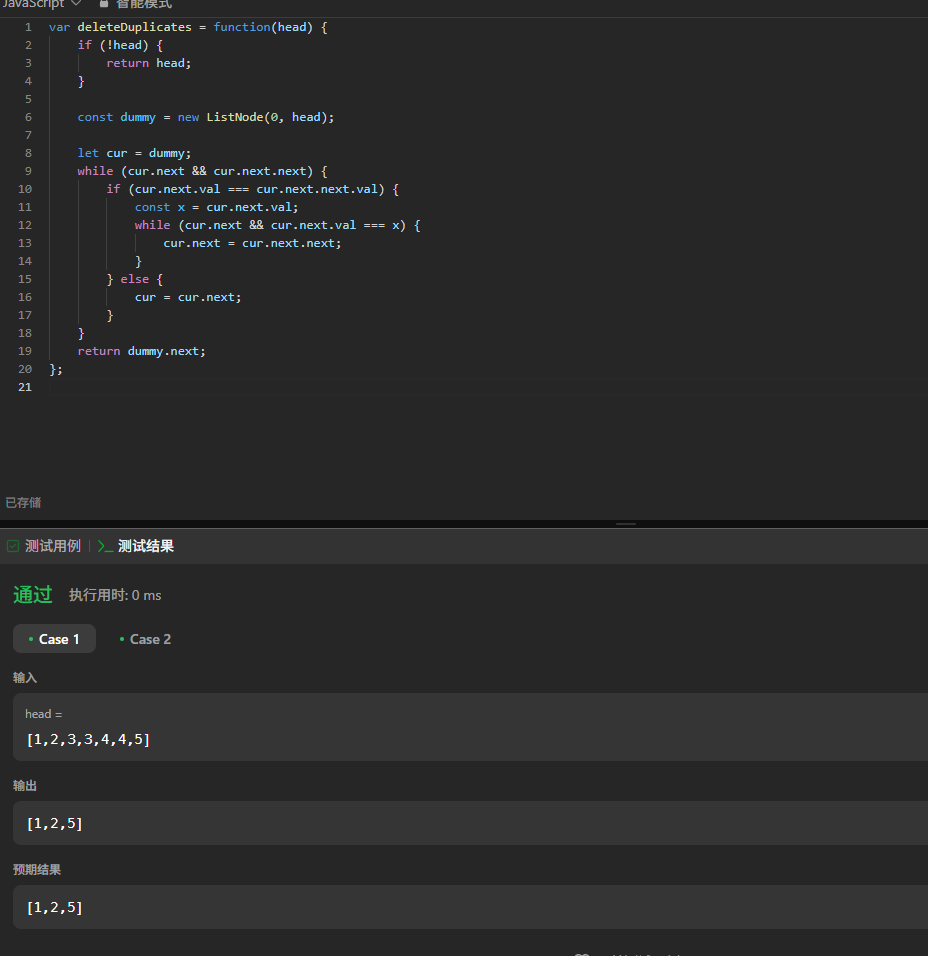 JavaScript 智能模式
1 var deleteDuplicates = function(head) {
2 if (!head) {
3 return head;
4 }
5
6 const dummy = new ListNode(0, head);
7
8 let cur = dummy;
9 while (cur.next && cur.next.next) {
10 if (cur.next.val === cur.next.next.val) {
11 const x = cur.next.val;
12 while (cur.next && cur.next.val === x) {
13 cur.next = cur.next.next;
14 }
15 } else {
16 cur = cur.next;
17 }
18 }
19 return dummy.next;
20 };
21
已存储
测试用例 | >_ 测试结果
通过 执行用时: 0 ms
• Case 1 • Case 2
输入
head =
[1,2,3,3,4,4,5]
输出
[1,2,5]
预期结果
[1,2,5]